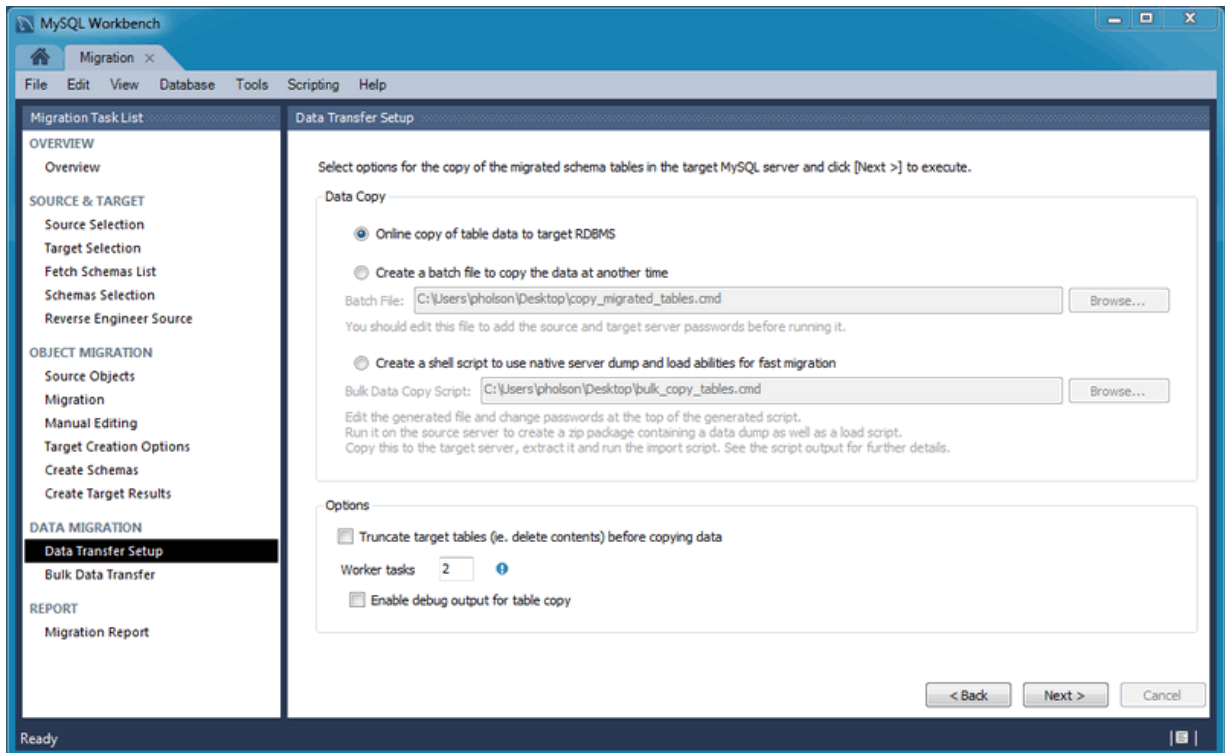 MySQL Workbench
Migration
File Edit View Database Tools Scripting Help
Migration Task List
OVERVIEW
Overview
SOURCE & TARGET
Source Selection
Target Selection
Fetch Schemas List
Schemas Selection
Reverse Engineer Source
OBJECT MIGRATION
Source Objects
Migration
Manual Editing
Target Creation Options
Create Schemas
Create Target Results
DATA MIGRATION
Data Transfer Setup
Bulk Data Transfer
REPORT
Migration Report
Data Transfer Setup
Select options for the copy of the migrated schema tables in the target MySQL server and click [Next >] to execute.
Data Copy
Online copy of table data to target RDBMS
Create a batch file to copy the data at another time
Batch File: C:\Users\pholson\Desktop\copy_migrated_tables.cmd Browse...
You should edit this file to add the source and target server passwords before running it.
Create a shell script to use native server dump and load abilities for fast migration
Bulk Data Copy Script: C:\Users\pholson\Desktop\bulk_copy_tables.cmd Browse...
Edit the generated file and change passwords at the top of the generated script.
Run it on the source server to create a zip package containing a data dump as well as a load script.
Copy this to the target server, extract it and run the import script. See the script output for further details.
Options
Truncate target tables (ie. delete contents) before copying data
Worker tasks 2
Enable debug output for table copy
< Back Next > Cancel
Ready